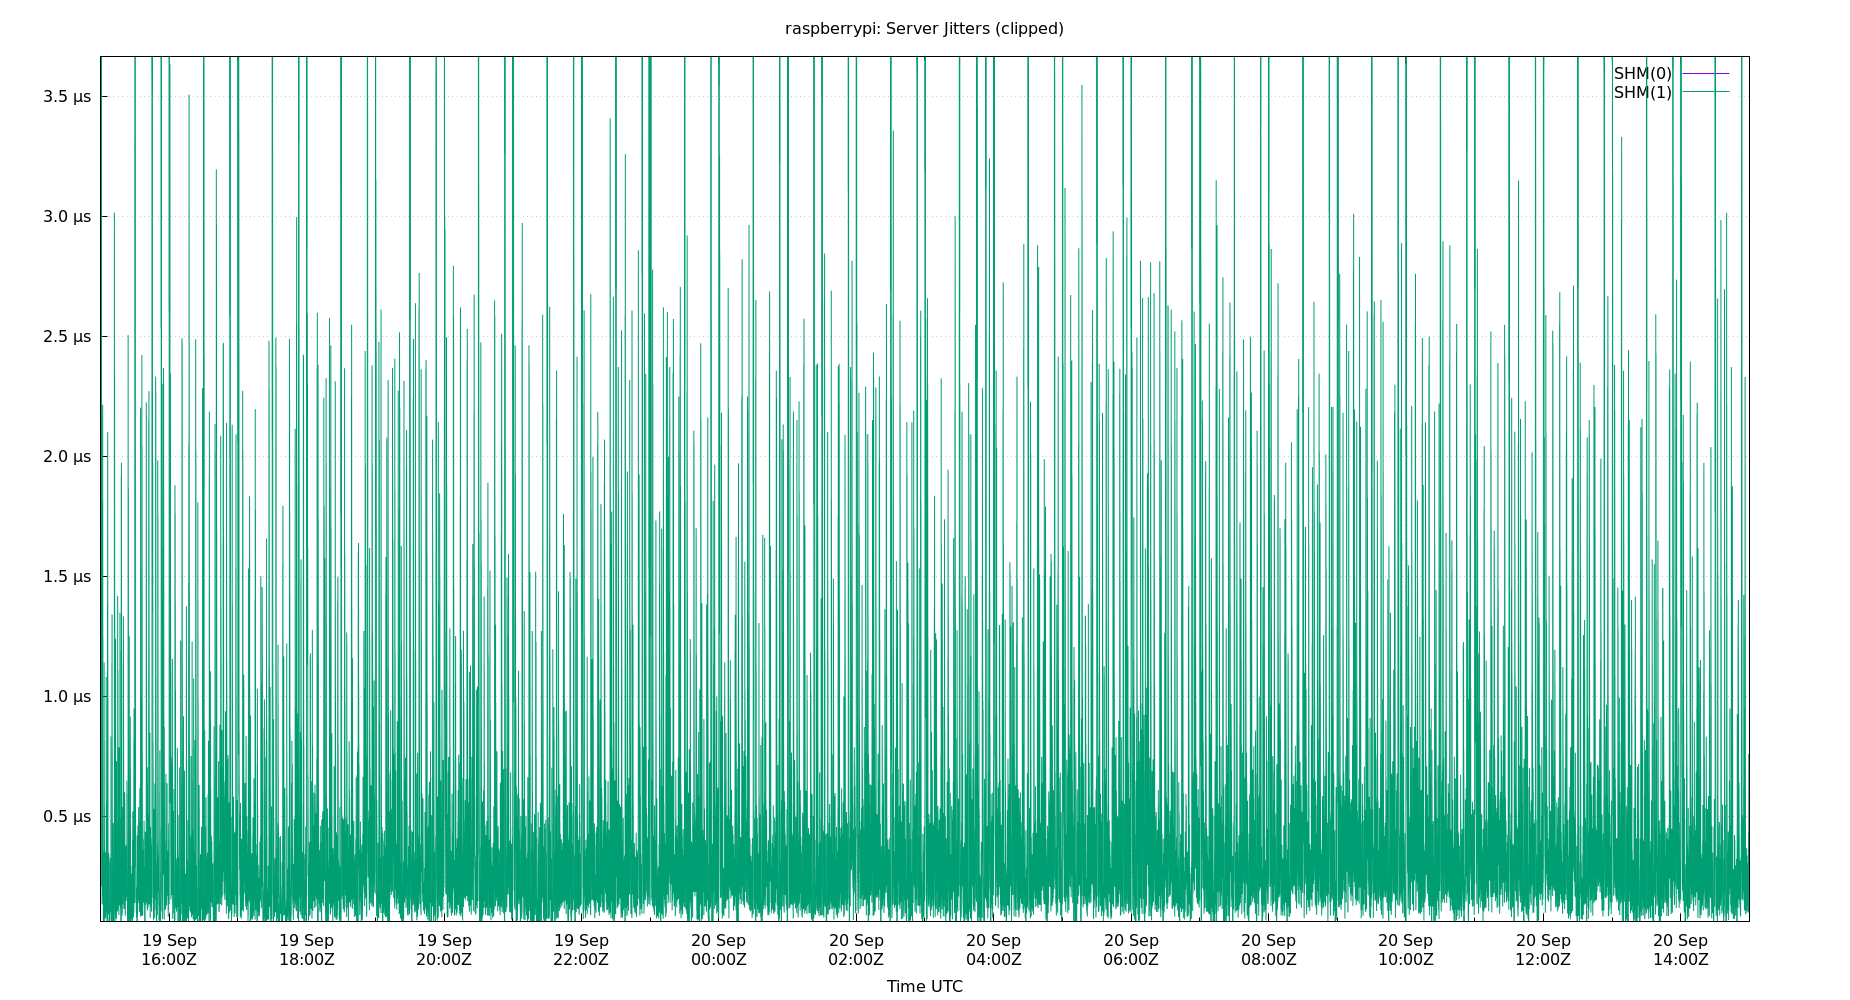 raspberrypi: Server Jitters (clipped)
SHM(0)
SHM(1)
3.5 μs
3.0 μs
2.5 μs
2.0 μs
1.5 μs
1.0 μs
0.5 μs
19 Sep 19 Sep 19 Sep 19 Sep 20 Sep 20 Sep 20 Sep 20 Sep 20 Sep 20 Sep 20 Sep 20 Sep
16:00Z 18:00Z 20:00Z 22:00Z 00:00Z 02:00Z 04:00Z 06:00Z 08:00Z 10:00Z 12:00Z 14:00Z
Time UTC